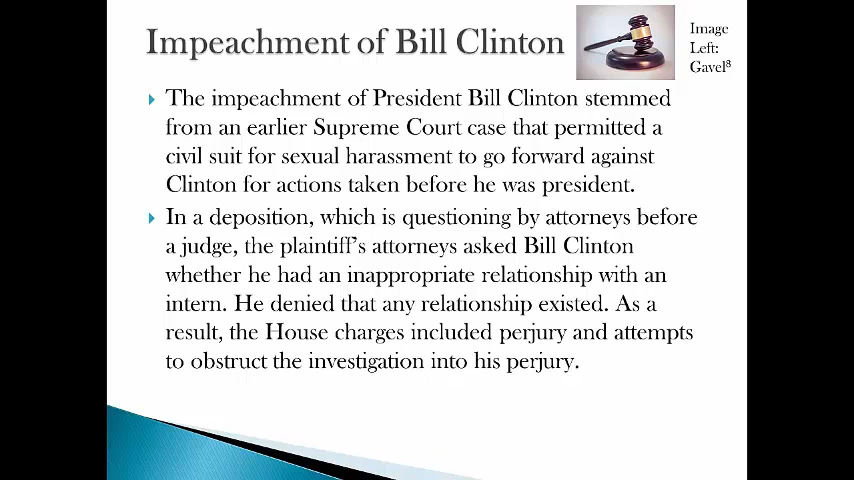 Impeachment of Bill Clinton
Image
Left:
Gavel⁸
The impeachment of President Bill Clinton stemmed
from an earlier Supreme Court case that permitted a
civil suit for sexual harassment to go forward against
Clinton for actions taken before he was president.
In a deposition, which is questioning by attorneys before
a judge, the plaintiff's attorneys asked Bill Clinton
whether he had an inappropriate relationship with an
intern. He denied that any relationship existed. As a
result, the House charges included perjury and attempts
to obstruct the investigation into his perjury.